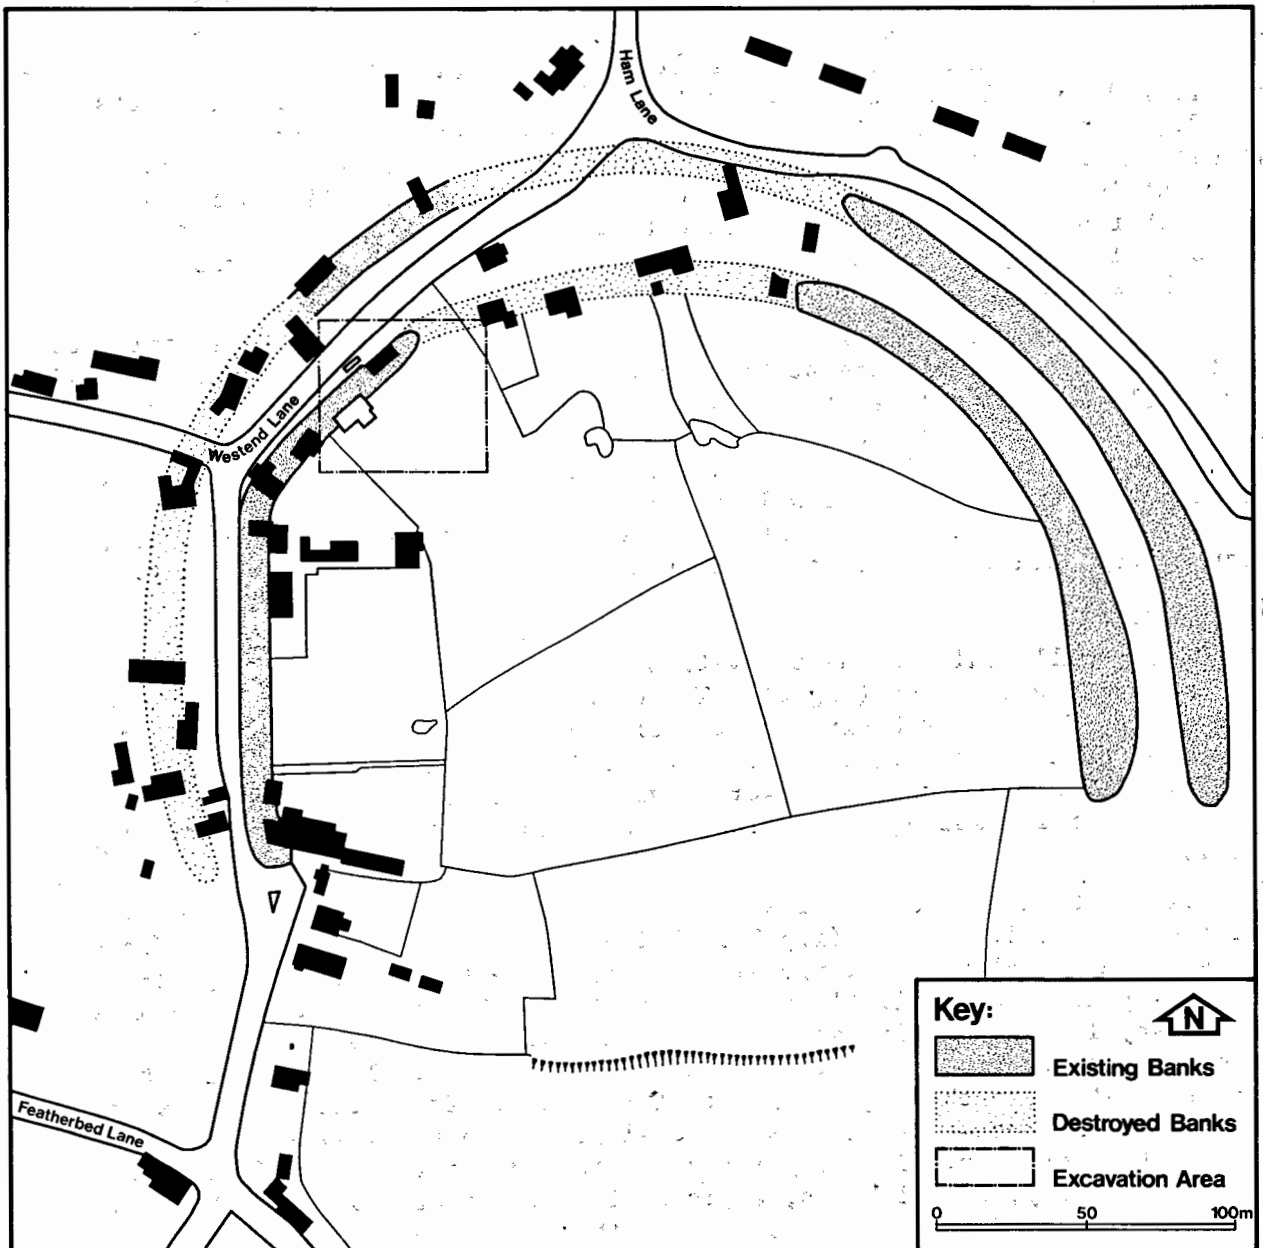 Ham Lane
Westend Lane
Featherbed Lane
Key:
N
Existing Banks
Destroyed Banks
Excavation Area
0 50 100m